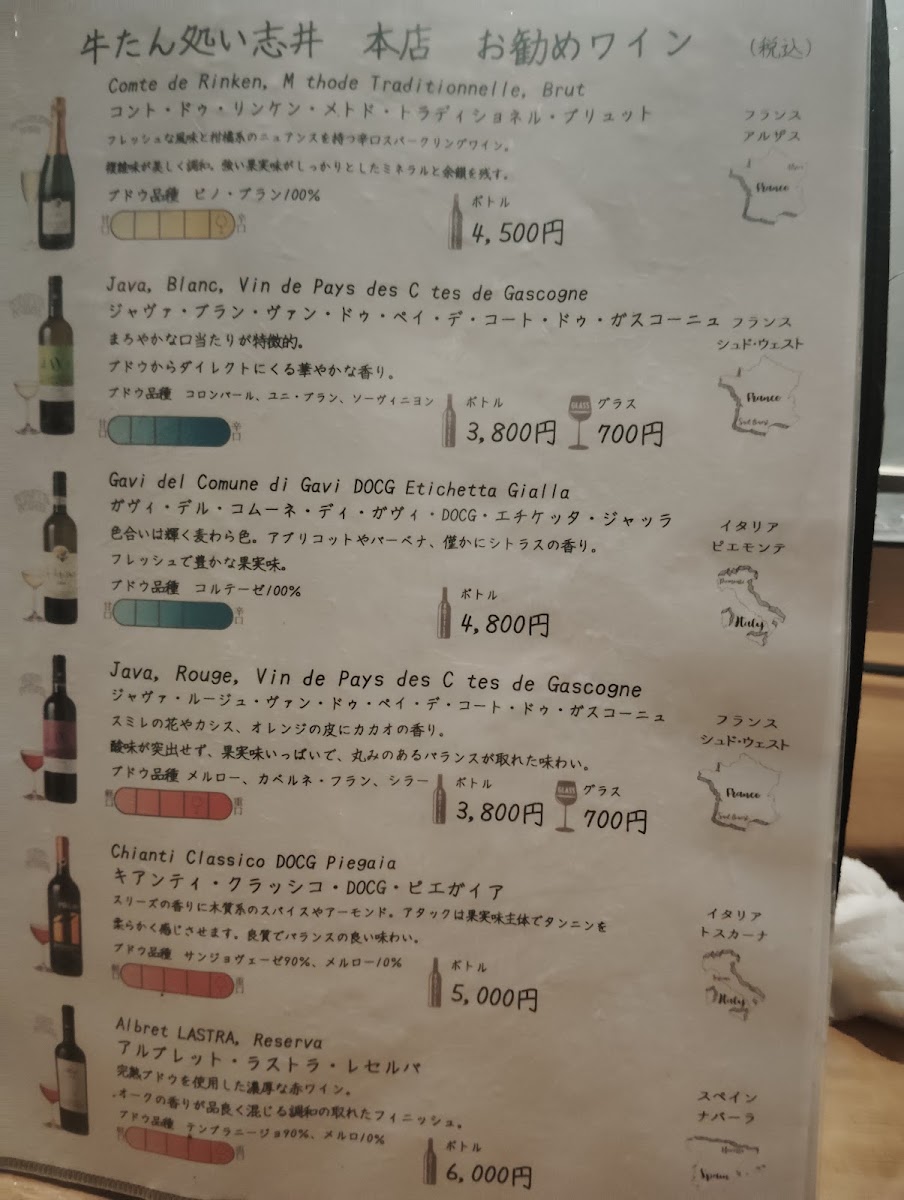 牛たん処い志井 本店 お勧めワイン (税込)
Comte de Rinken, M thode Traditionnelle, Brut
コント・ドゥ・リンケン・メトド・トラディショネル・ブリュット
フランス
アルザス
フレッシュな風味と柑橘系のニュアンスを持つ辛口スパークリングワイン。
複雑味が美しく調和、強い果実味がしっかりとしたミネラルと余韻を残す。
ブドウ品種 ピノ・ブラン100%
甘口
辛口
ボトル
4,500円
France
Java, Blanc, Vin de Pays des C tes de Gascogne
ジャヴァ・ブラン・ヴァン・ドゥ・ペイ・デ・コート・ドゥ・ガスコーニュ
フランス
シュド・ウェスト
まろやかな口当たりが特徴的。
ブドウからダイレクトにくる華やかな香り。
ブドウ品種 コロンバール、ユニ・ブラン、ソーヴィニヨン
甘口
辛口
ボトル
3,800円
GLASS
グラス
700円
France
Sud Ouest
Gavi del Comune di Gavi DOCG Etichetta Gialla
ガヴィ・デル・コムーネ・ディ・ガヴィ・DOCG・エチケッタ・ジャッラ
イタリア
ピエモンテ
色合いは輝く麦わら色。アプリコットやバーベナ、僅かにシトラスの香り。
フレッシュで豊かな果実味。
ブドウ品種 コルテーゼ100%
甘口
辛口
ボトル
4,800円
Piemonte
Italy
Java, Rouge, Vin de Pays des C tes de Gascogne
ジャヴァ・ルージュ・ヴァン・ドゥ・ペイ・デ・コート・ドゥ・ガスコーニュ
フランス
シュド・ウェスト
スミレの花やカシス、オレンジの皮にカカオの香り。
酸味が突出せず、果実味いっぱいで、丸みのあるバランスが取れた味わい。
ブドウ品種 メルロー、カベルネ・フラン、シラー
軽口
重口
ボトル
3,800円
GLASS
グラス
700円
France
Sud Ouest
Chianti Classico DOCG Piegaia
キアンティ・クラッシコ・DOCG・ピエガイア
イタリア
トスカーナ
スリーズの香りに木質系のスパイスやアーモンド。アタックは果実味主体でタンニンを
柔らかく感じさせます。良質でバランスの良い味わい。
ブドウ品種 サンジョヴェーゼ90%、メルロー10%
ボトル
5,000円
Italy
Albret LASTRA, Reserva
アルブレット・ラストラ・レセルバ
スペイン
ナバーラ
完熟ブドウを使用した濃厚な赤ワイン。
オークの香りが品良く混じる調和の取れたフィニッシュ。
ブドウ品種 テンプラニージョ90%、メルロ10%
ボトル
6,000円
Spain